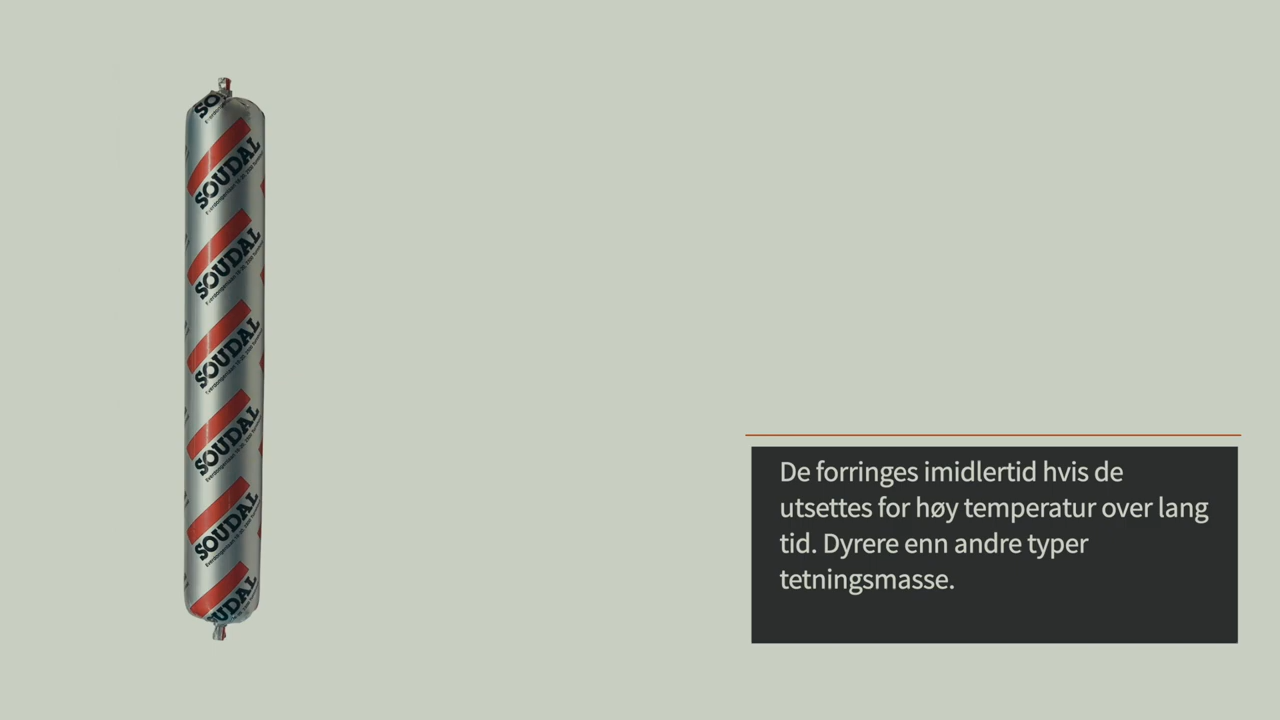 SO
SOUDAL
SOUDAL
SOUDAL
SOUDAL
SOUDAL
SOUDAL
De forringes imidlertid hvis de
utsettes for høy temperatur over lang
tid. Dyrere enn andre typer
tetningsmasse.